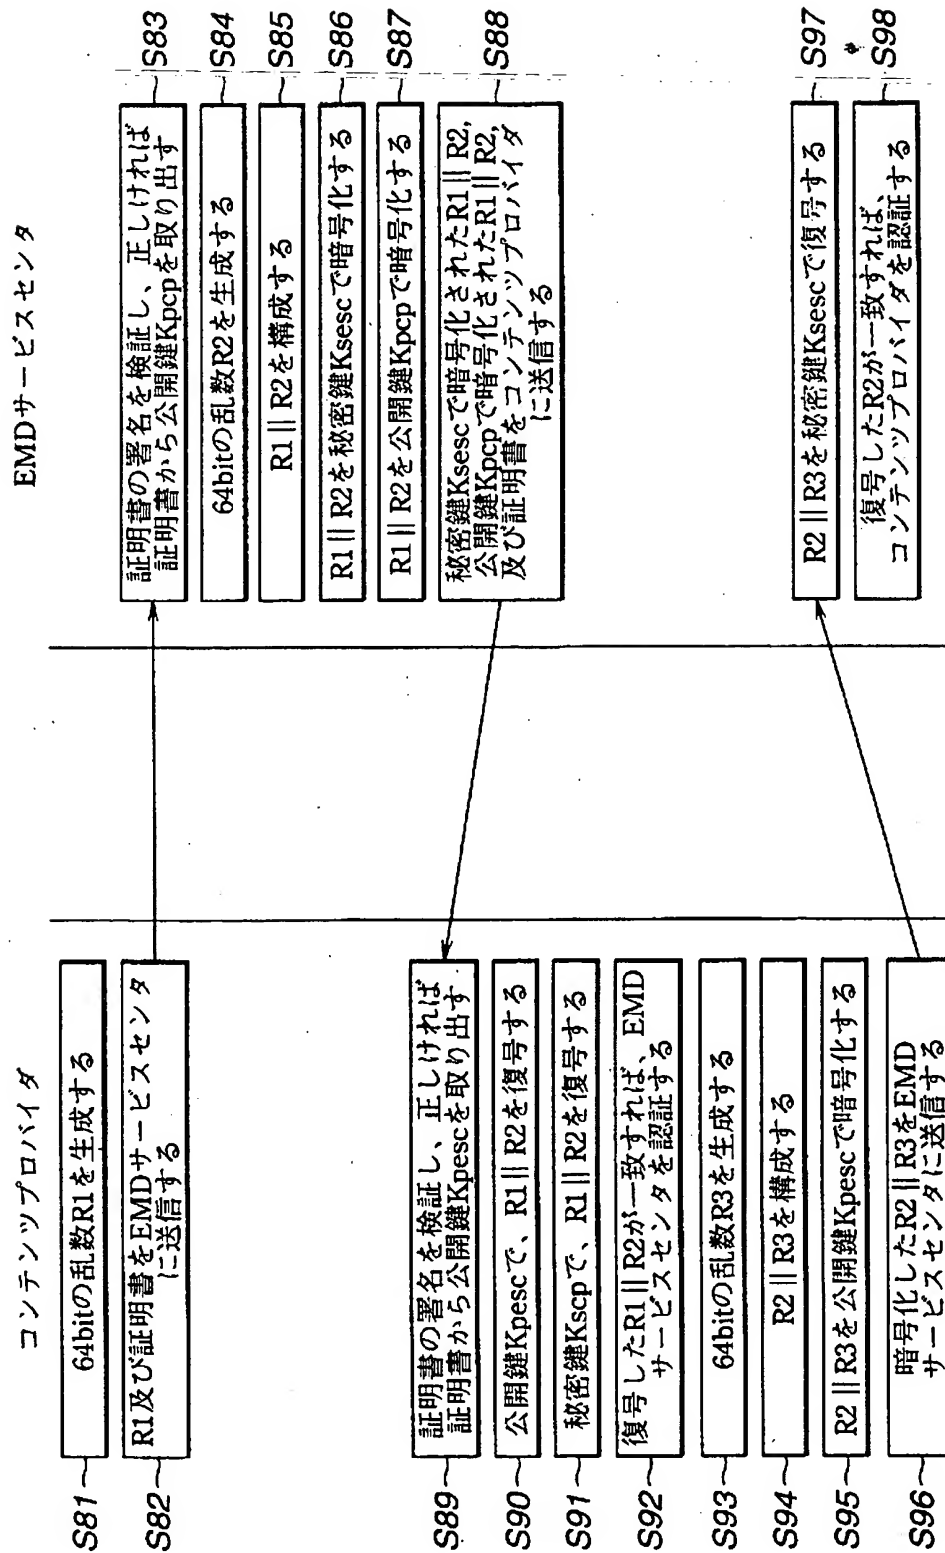 コンテンツプロバイダ
EMDサービスセンタ
S81
64bitの乱数R1を生成する
S82
R1及び証明書をEMDサービスセンタ
に送信する
証明書の署名を検証し、正しければ
証明書から公開鍵Kpcpを取り出す
S83
64bitの乱数R2を生成する
S84
R1 || R2を構成する
S85
R1 || R2を秘密鍵Ksescで暗号化する
S86
R1 || R2を公開鍵Kpcpで暗号化する
S87
秘密鍵Ksescで暗号化されたR1 || R2,
公開鍵Kpcpで暗号化されたR1 || R2,
及び証明書をコンテンツプロバイダ
に送信する
S88
S89
証明書の署名を検証し、正しければ
証明書から公開鍵Kpescを取り出す
S90
公開鍵Kpescで、R1 || R2を復号する
S91
秘密鍵Kscpで、R1 || R2を復号する
S92
復号したR1 || R2が一致すれば、EMD
サービスセンタを認証する
S93
64bitの乱数R3を生成する
S94
R2 || R3を構成する
S95
R2 || R3を公開鍵Kpescで暗号化する
S96
暗号化したR2 || R3をEMD
サービスセンタに送信する
R2 || R3を秘密鍵Ksescで復号する
S97
復号したR2が一致すれば、
コンテンツプロバイダを認証する
S98